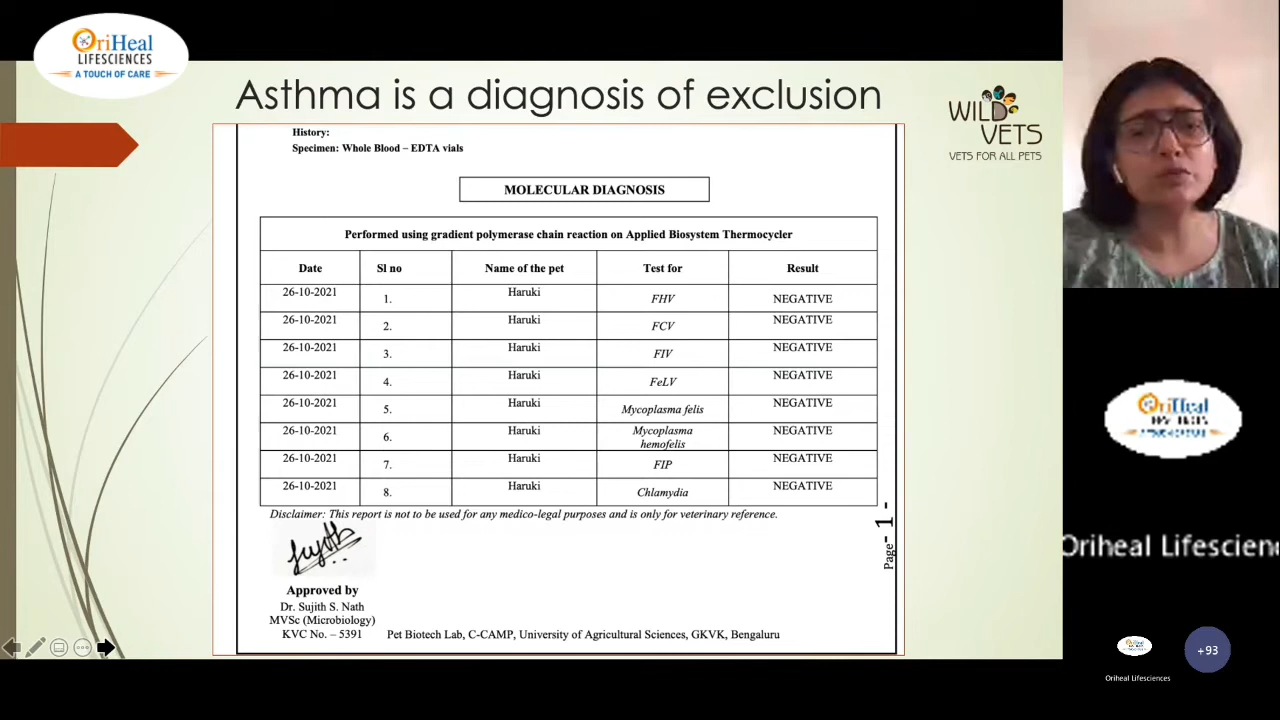 OriHeal
LIFESCIENCES
A TOUCH OF CARE
Asthma is a diagnosis of exclusion
WILD
VETS
VETS FOR ALL PETS
History:
Specimen: Whole Blood – EDTA vials
MOLECULAR DIAGNOSIS
Performed using gradient polymerase chain reaction on Applied Biosystem Thermocycler
Date Sl no Name of the pet Test for Result
26-10-2021 1. Haruki FHV NEGATIVE
26-10-2021 2. Haruki FCV NEGATIVE
26-10-2021 3. Haruki FIV NEGATIVE
26-10-2021 4. Haruki FeLV NEGATIVE
26-10-2021 5. Haruki Mycoplasma felis NEGATIVE
26-10-2021 6. Haruki Mycoplasma hemofelis NEGATIVE
26-10-2021 7. Haruki FIP NEGATIVE
26-10-2021 8. Haruki Chlamydia NEGATIVE
Disclaimer: This report is not to be used for any medico-legal purposes and is only for veterinary reference.
Page- 1 -
Approved by
Dr. Sujith S. Nath
MVSc (Microbiology)
KVC No. – 5391 Pet Biotech Lab, C-CAMP, University of Agricultural Sciences, GKVK, Bengaluru
OriHeal
Oriheal Lifescien
+93
Oriheal Lifesciences